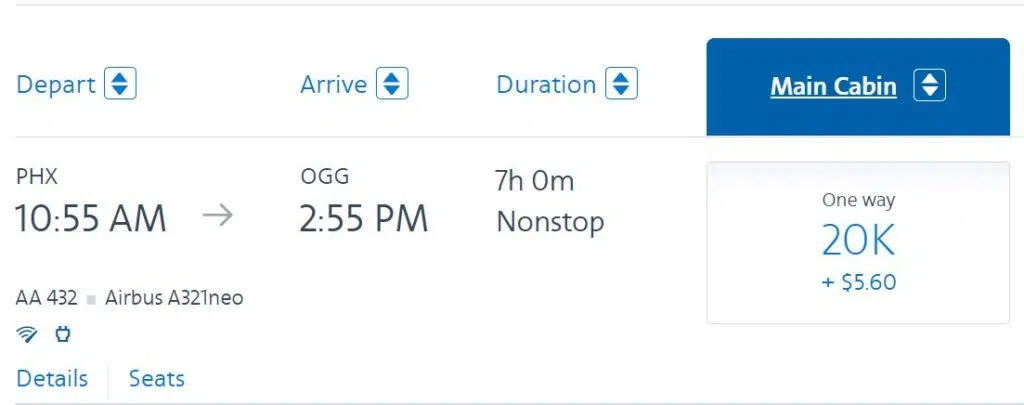 Depart Arrive Duration Main Cabin
PHX OGG 7h 0m One way
10:55 AM 2:55 PM Nonstop 20K
+ $5.60
AA 432 Airbus A321neo
Details Seats